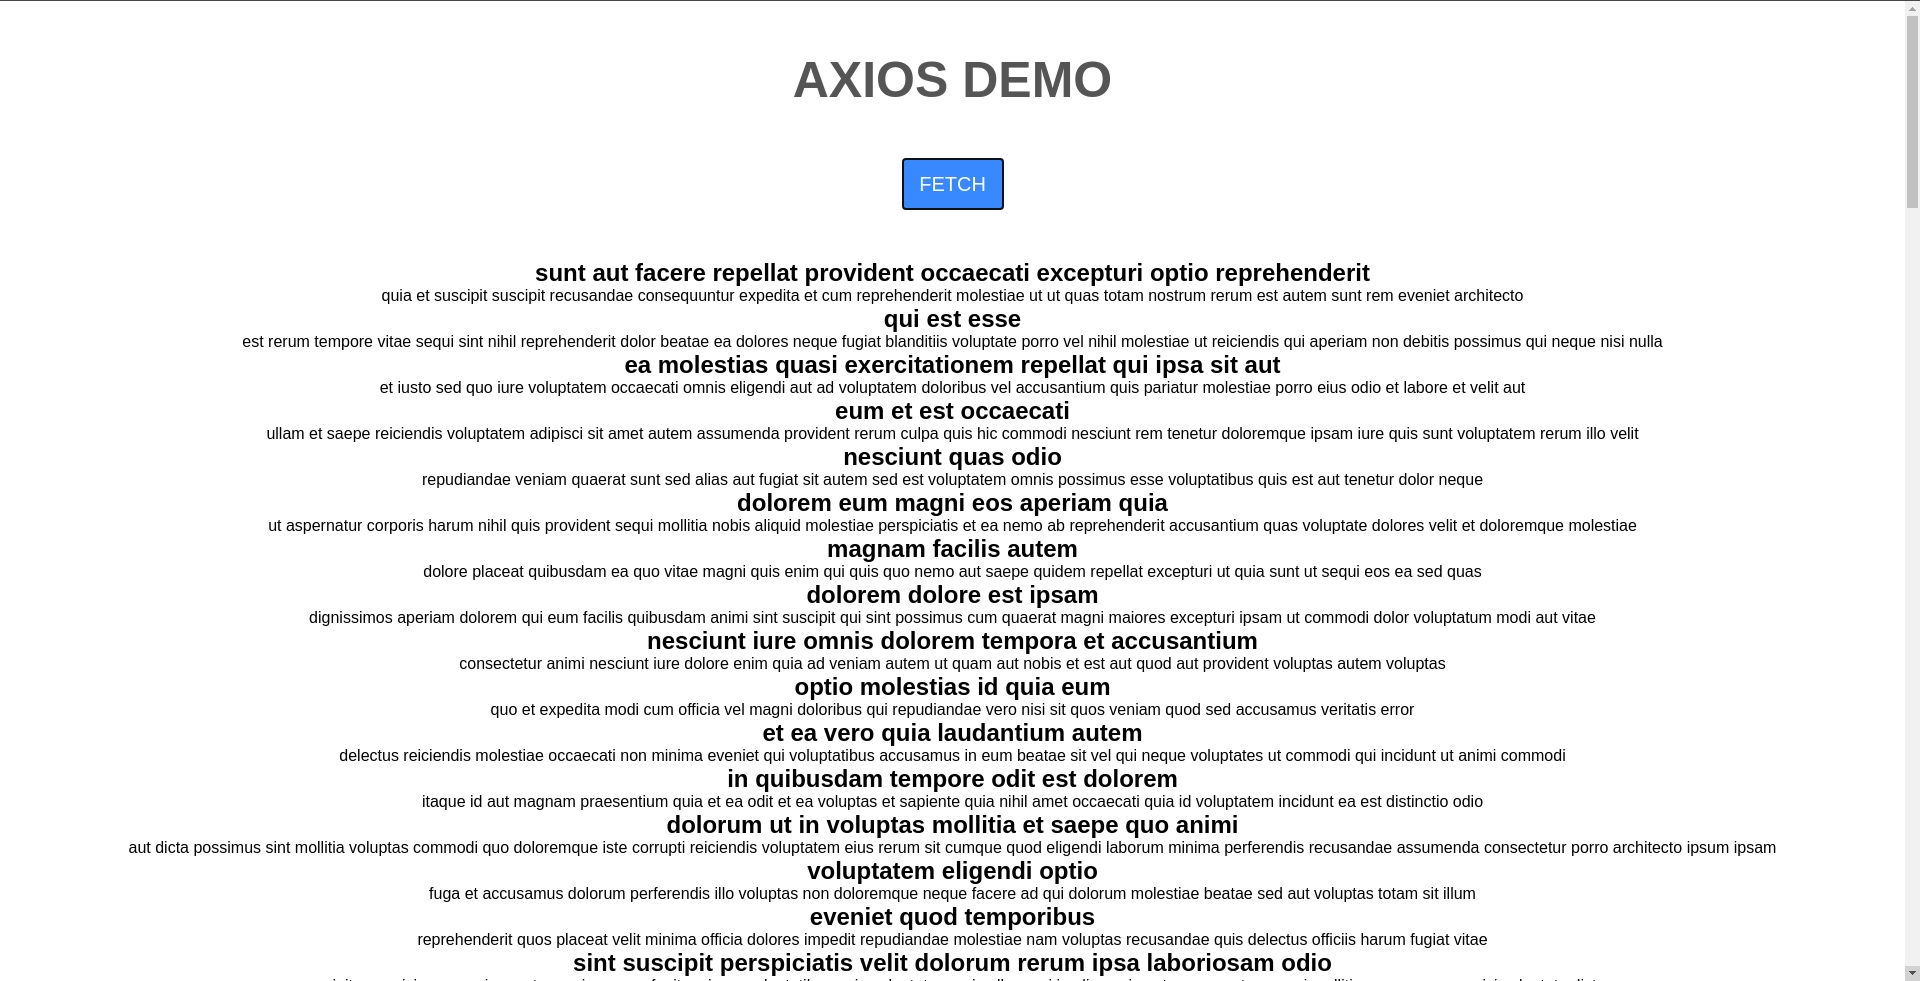 AXIOS DEMO
FETCH
sunt aut facere repellat provident occaecati excepturi optio reprehenderit
quia et suscipit suscipit recusandae consequuntur expedita et cum reprehenderit molestiae ut ut quas totam nostrum rerum est autem sunt rem eveniet architecto
qui est esse
est rerum tempore vitae sequi sint nihil reprehenderit dolor beatae ea dolores neque fugiat blanditiis voluptate porro vel nihil molestiae ut reiciendis qui aperiam non debitis possimus qui neque nisi nulla
ea molestias quasi exercitationem repellat qui ipsa sit aut
et iusto sed quo iure voluptatem occaecati omnis eligendi aut ad voluptatem doloribus vel accusantium quis pariatur molestiae porro eius odio et labore et velit aut
eum et est occaecati
ullam et saepe reiciendis voluptatem adipisci sit amet autem assumenda provident rerum culpa quis hic commodi nesciunt rem tenetur doloremque ipsam iure quis sunt voluptatem rerum illo velit
nesciunt quas odio
repudiandae veniam quaerat sunt sed alias aut fugiat sit autem sed est voluptatem omnis possimus esse voluptatibus quis est aut tenetur dolor neque
dolorem eum magni eos aperiam quia
ut aspernatur corporis harum nihil quis provident sequi mollitia nobis aliquid molestiae perspiciatis et ea nemo ab reprehenderit accusantium quas voluptate dolores velit et doloremque molestiae
magnam facilis autem
dolore placeat quibusdam ea quo vitae magni quis enim qui quis quo nemo aut saepe quidem repellat excepturi ut quia sunt ut sequi eos ea sed quas
dolorem dolore est ipsam
dignissimos aperiam dolorem qui eum facilis quibusdam animi sint suscipit qui sint possimus cum quaerat magni maiores excepturi ipsam ut commodi dolor voluptatum modi aut vitae
nesciunt iure omnis dolorem tempora et accusantium
consectetur animi nesciunt iure dolore enim quia ad veniam autem ut quam aut nobis et est aut quod aut provident voluptas autem voluptas
optio molestias id quia eum
quo et expedita modi cum officia vel magni doloribus qui repudiandae vero nisi sit quos veniam quod sed accusamus veritatis error
et ea vero quia laudantium autem
delectus reiciendis molestiae occaecati non minima eveniet qui voluptatibus accusamus in eum beatae sit vel qui neque voluptates ut commodi qui incidunt ut animi commodi
in quibusdam tempore odit est dolorem
itaque id aut magnam praesentium quia et ea odit et ea voluptas et sapiente quia nihil amet occaecati quia id voluptatem incidunt ea est distinctio odio
dolorum ut in voluptas mollitia et saepe quo animi
aut dicta possimus sint mollitia voluptas commodi quo doloremque iste corrupti reiciendis voluptatem eius rerum sit cumque quod eligendi laborum minima perferendis recusandae assumenda consectetur porro architecto ipsum ipsam
voluptatem eligendi optio
fuga et accusamus dolorum perferendis illo voluptas non doloremque neque facere ad qui dolorum molestiae beatae sed aut voluptas totam sit illum
eveniet quod temporibus
reprehenderit quos placeat velit minima officia dolores impedit repudiandae molestiae nam voluptas recusandae quis delectus officiis harum fugiat vitae
sint suscipit perspiciatis velit dolorum rerum ipsa laboriosam odio